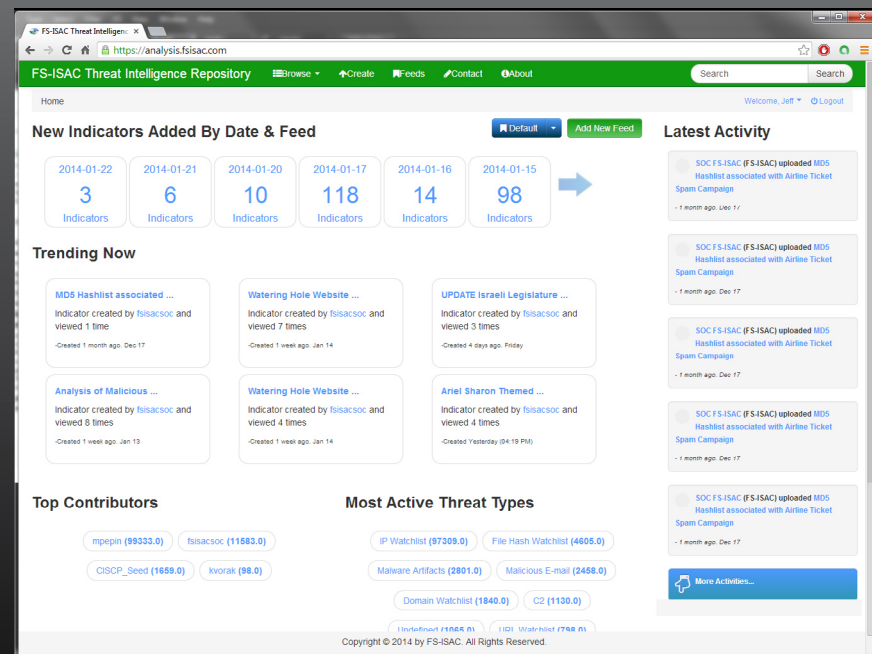 FS-ISAC Threat Intelligenc ×
https://analysis.fsisac.com
FS-ISAC Threat Intelligence Repository
Browse
Create
Feeds
Contact
About
Search
Search
Home
Welcome, Jeff
Logout
New Indicators Added By Date & Feed
Default
Add New Feed
2014-01-22
3
Indicators
2014-01-21
6
Indicators
2014-01-20
10
Indicators
2014-01-17
118
Indicators
2014-01-16
14
Indicators
2014-01-15
98
Indicators
Trending Now
MD5 Hashlist associated ...
Indicator created by fsisacsoc and
viewed 1 time
-Created 1 month ago. Dec 17
Watering Hole Website ...
Indicator created by fsisacsoc and
viewed 7 times
-Created 1 week ago. Jan 14
UPDATE Israeli Legislature ...
Indicator created by fsisacsoc and
viewed 3 times
-Created 4 days ago. Friday
Analysis of Malicious ...
Indicator created by fsisacsoc and
viewed 8 times
-Created 1 week ago. Jan 13
Watering Hole Website ...
Indicator created by fsisacsoc and
viewed 4 times
-Created 1 week ago. Jan 14
Ariel Sharon Themed ...
Indicator created by fsisacsoc and
viewed 4 times
-Created Yesterday (04:19 PM)
Top Contributors
mpepin (99333.0)
fsisacsoc (11583.0)
CISCP_Seed (1659.0)
kvorak (98.0)
Most Active Threat Types
IP Watchlist (97309.0)
File Hash Watchlist (4605.0)
Malware Artifacts (2801.0)
Malicious E-mail (2458.0)
Domain Watchlist (1840.0)
C2 (1130.0)
Undefined (1065.0)
URL Watchlist (798.0)
Latest Activity
SOC FS-ISAC (FS-ISAC) uploaded MD5
Hashlist associated with Airline Ticket
Spam Campaign
- 1 month ago. Dec 17
SOC FS-ISAC (FS-ISAC) uploaded MD5
Hashlist associated with Airline Ticket
Spam Campaign
- 1 month ago. Dec 17
SOC FS-ISAC (FS-ISAC) uploaded MD5
Hashlist associated with Airline Ticket
Spam Campaign
- 1 month ago. Dec 17
SOC FS-ISAC (FS-ISAC) uploaded MD5
Hashlist associated with Airline Ticket
Spam Campaign
- 1 month ago. Dec 17
SOC FS-ISAC (FS-ISAC) uploaded MD5
Hashlist associated with Airline Ticket
Spam Campaign
- 1 month ago. Dec 17
More Activities...
Copyright © 2014 by FS-ISAC. All Rights Reserved.